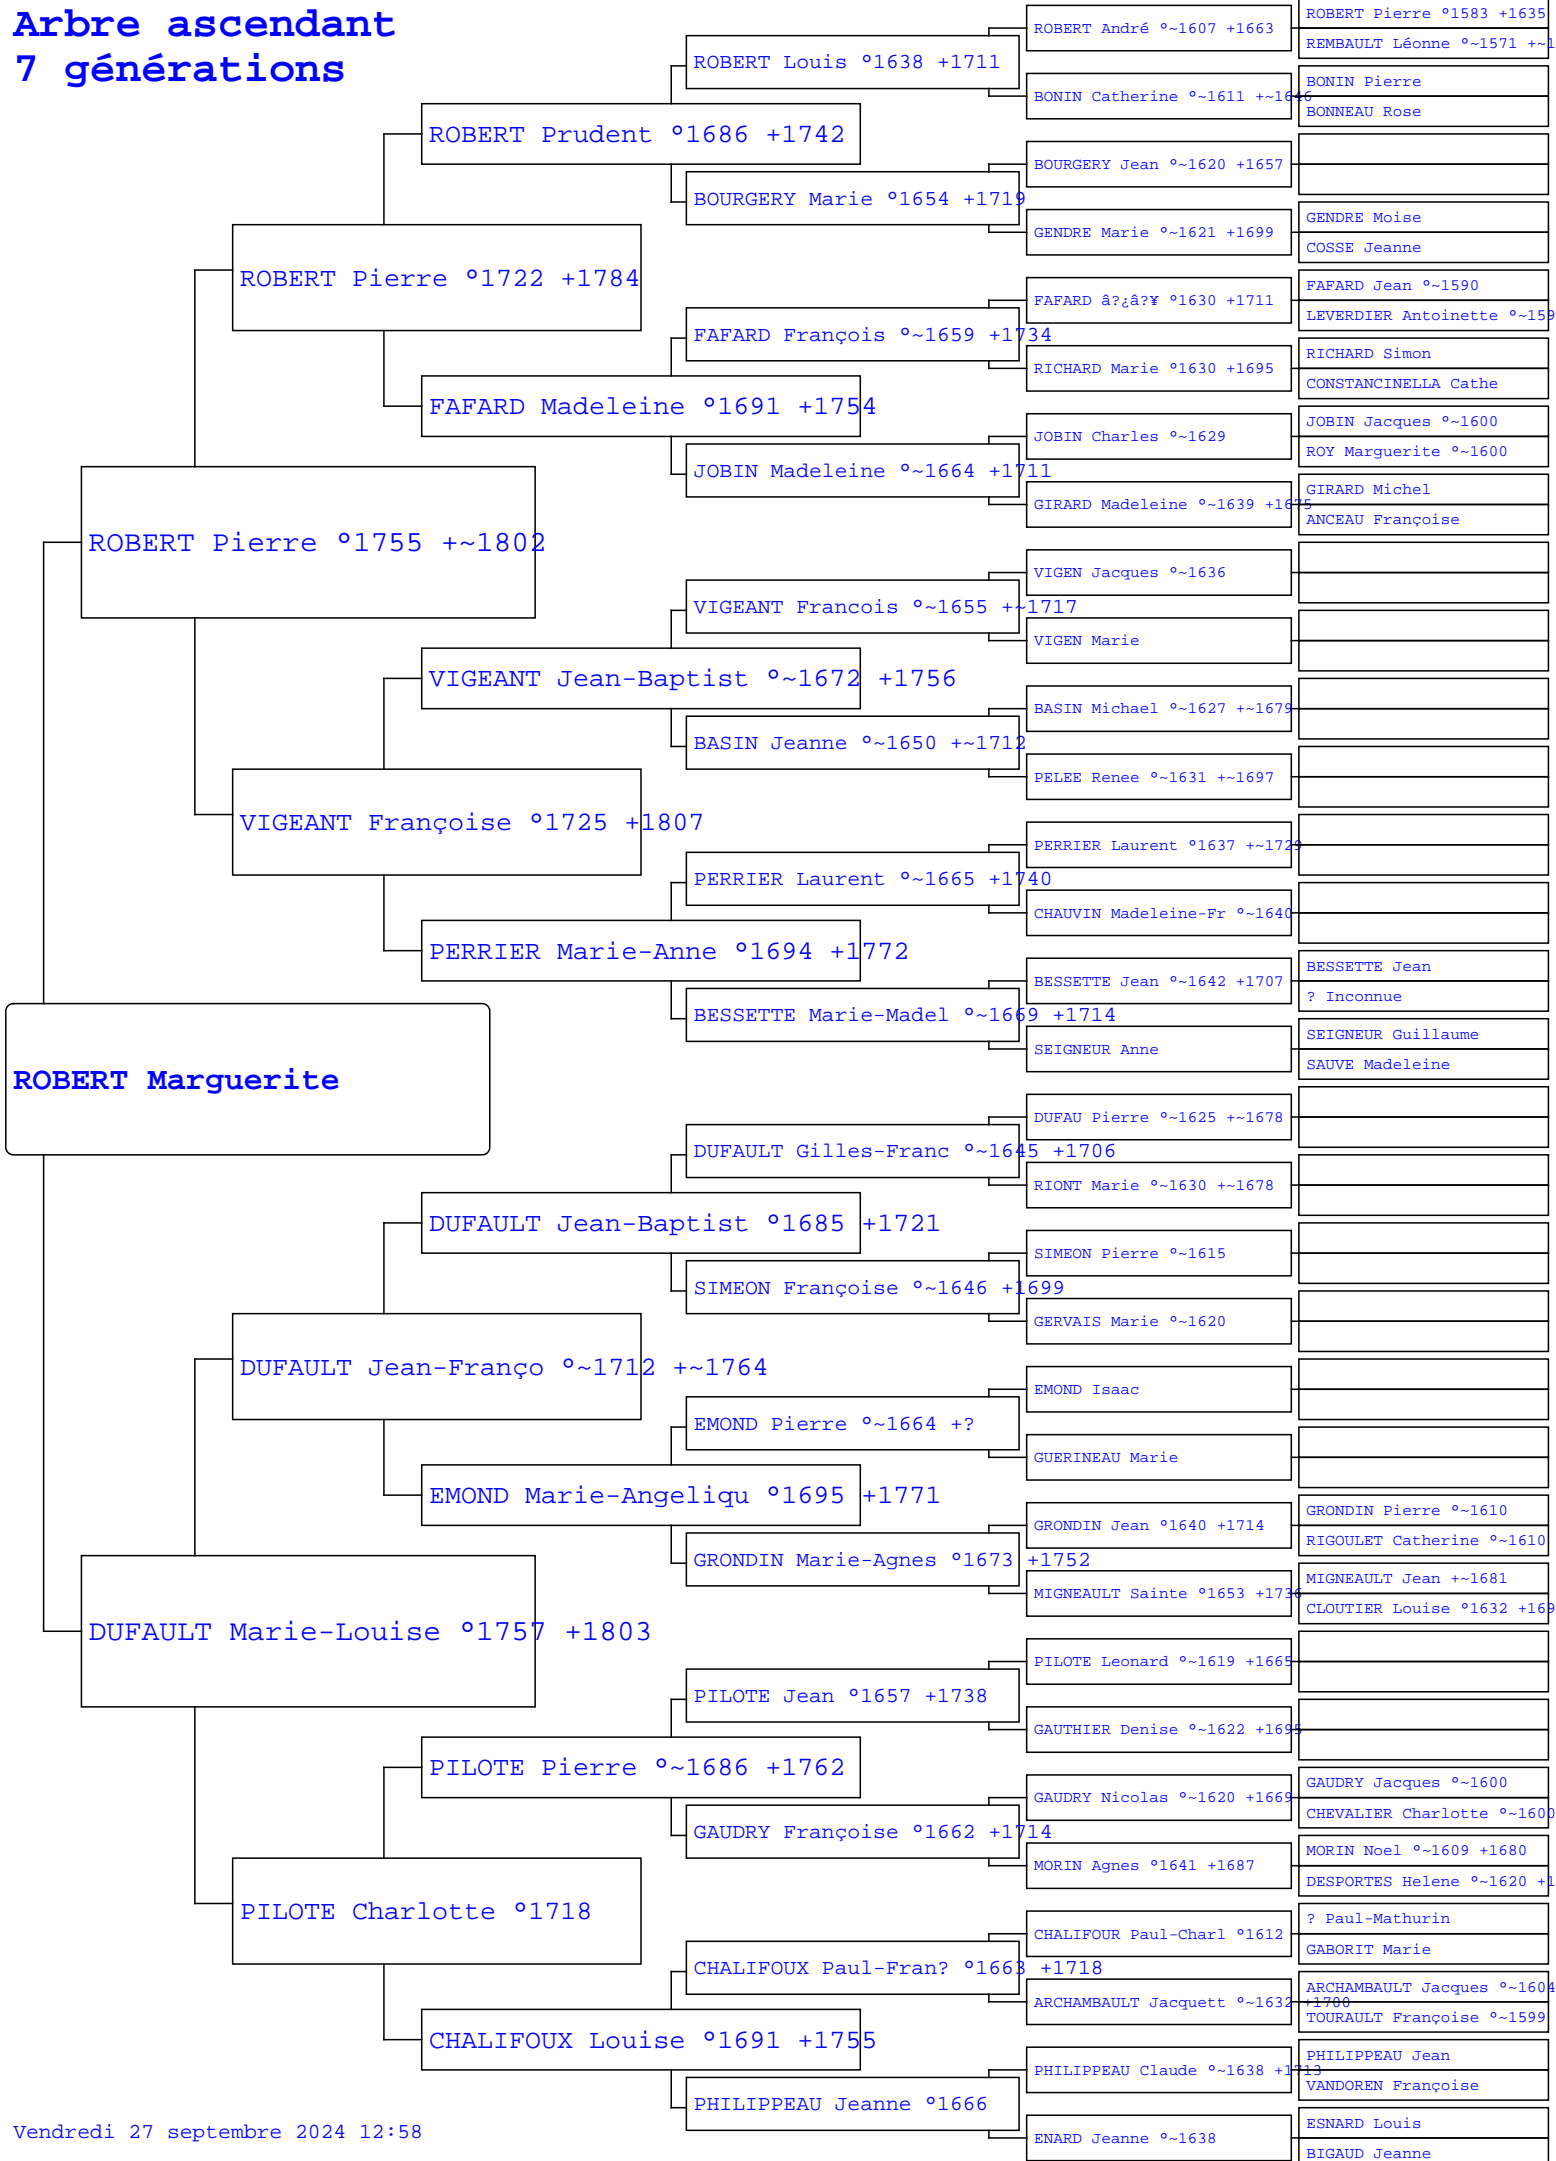 Arbre ascendant
7 générations
ROBERT Marguerite
ROBERT Pierre °1755 +~1802
DUFAULT Marie-Louise °1757 +1803
ROBERT Pierre °1722 +1784
VIGEANT Françoise °1725 +1807
DUFAULT Jean-Franço °~1712 +~1764
PILOTE Charlotte °1718
ROBERT Prudent °1686 +1742
FAFARD Madeleine °1691 +1754
VIGEANT Jean-Baptist °~1672 +1756
PERRIER Marie-Anne °1694 +1772
DUFAULT Jean-Baptist °1685 +1721
EMOND Marie-Angeliqu °1695 +1771
PILOTE Pierre °~1686 +1762
CHALIFOUX Louise °1691 +1755
ROBERT Louis °1638 +1711
BOURGERY Marie °1654 +1719
FAFARD François °~1659 +1734
JOBIN Madeleine °~1664 +1711
VIGEANT Francois °~1655 +~1717
BASIN Jeanne °~1650 +~1712
PERRIER Laurent °~1665 +1740
BESSETTE Marie-Madel °~1669 +1714
DUFAULT Gilles-Franc °~1645 +1706
SIMEON Françoise °~1646 +1699
EMOND Pierre °~1664 +?
GRONDIN Marie-Agnes °1673 +1752
PILOTE Jean °1657 +1738
GAUDRY Françoise °1662 +1714
CHALIFOUX Paul-Fran? °1663 +1718
PHILIPPEAU Jeanne °1666
ROBERT André °~1607 +1663
BONIN Catherine °~1611 +~1646
BOURGERY Jean °~1620 +1657
GENDRE Marie °~1621 +1699
FAFARD â?¿â?¥ °1630 +1711
RICHARD Marie °1630 +1695
JOBIN Charles °~1629
GIRARD Madeleine °~1639 +1675
VIGEN Jacques °~1636
VIGEN Marie
BASIN Michael °~1627 +~1679
PELEE Renee °~1631 +~1697
PERRIER Laurent °1637 +~1729
CHAUVIN Madeleine-Fr °~1640
BESSETTE Jean °~1642 +1707
SEIGNEUR Anne
DUFAU Pierre °~1625 +~1678
RIONT Marie °~1630 +~1678
SIMEON Pierre °~1615
GERVAIS Marie °~1620
EMOND Isaac
GUERINEAU Marie
GRONDIN Jean °1640 +1714
MIGNEAULT Sainte °1653 +1736
PILOTE Leonard °~1619 +1665
GAUTHIER Denise °~1622 +1695
GAUDRY Nicolas °~1620 +1669
MORIN Agnes °1641 +1687
CHALIFOUR Paul-Charl °1612
ARCHAMBAULT Jacquett °~1632 +1700
PHILIPPEAU Claude °~1638 +1713
ENARD Jeanne °~1638
ROBERT Pierre °1583 +1635
REMBAULT Léonne °~1571 +~1
BONIN Pierre
BONNEAU Rose
GENDRE Moise
COSSE Jeanne
FAFARD Jean °~1590
LEVERDIER Antoinette °~159
RICHARD Simon
CONSTANCINELLA Cathe
JOBIN Jacques °~1600
ROY Marguerite °~1600
GIRARD Michel
ANCEAU Françoise
BESSETTE Jean
? Inconnue
SEIGNEUR Guillaume
SAUVE Madeleine
GRONDIN Pierre °~1610
RIGOULET Catherine °~1610
MIGNEAULT Jean +~1681
CLOUTIER Louise °1632 +169
GAUDRY Jacques °~1600
CHEVALIER Charlotte °~1600
MORIN Noel °~1609 +1680
DESPORTES Helene °~1620 +1
? Paul-Mathurin
GABORIT Marie
ARCHAMBAULT Jacques °~1604
TOURAULT Françoise °~1599
PHILIPPEAU Jean
VANDOREN Françoise
ESNARD Louis
BIGAUD Jeanne
Vendredi 27 septembre 2024 12:58